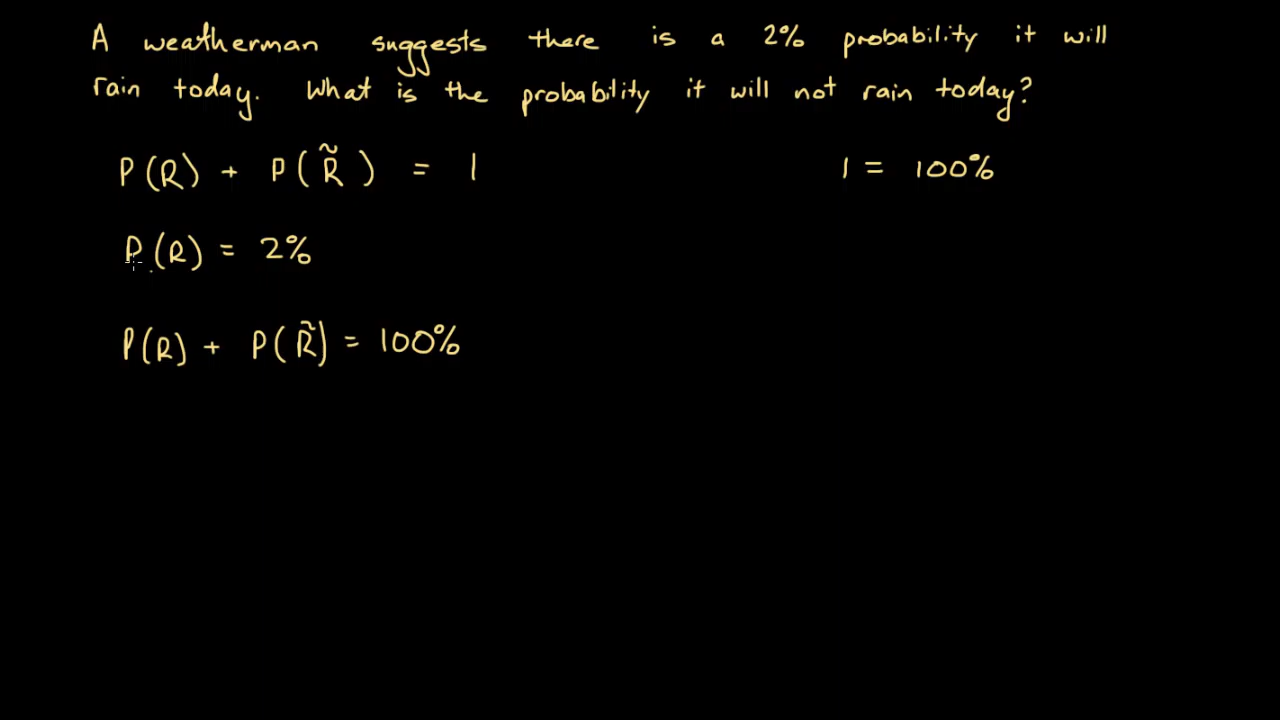 A weatherman suggests there is a 2% probability it will
rain today. What is the probability it will not rain today?
P(R) + P(R̃) = 1
1 = 100%
P(R) = 2%
P(R) + P(R̃) = 100%